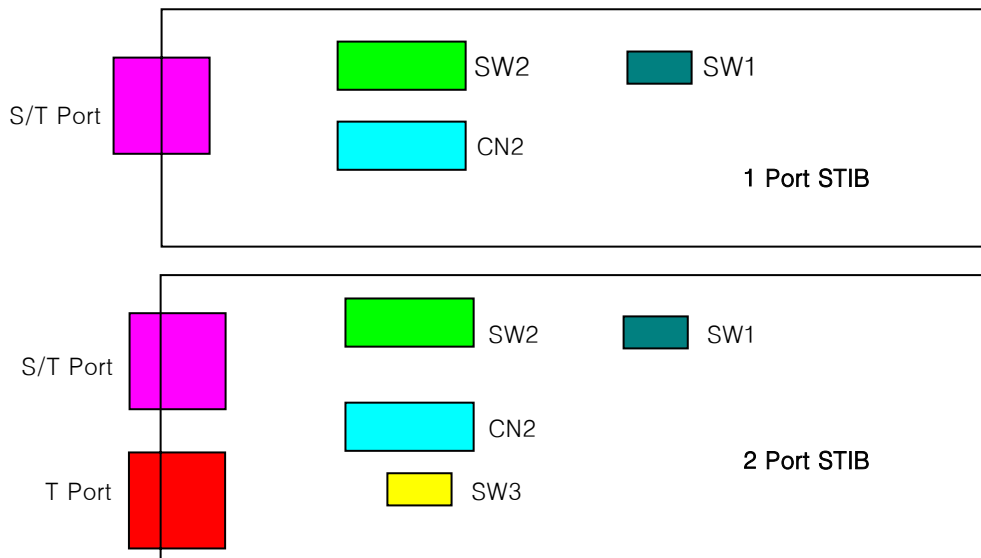 SW2
SW1
S/T Port
CN2
1 Port STIB
SW2
SW1
S/T Port
CN2
2 Port STIB
T Port
SW3